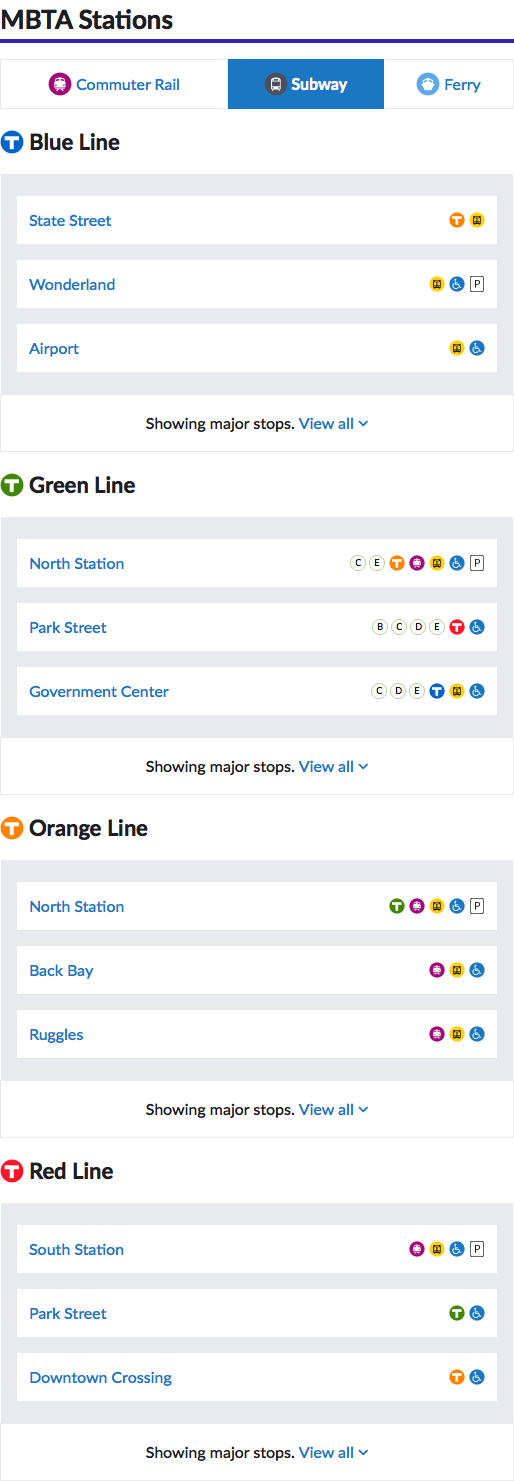 MBTA Stations
Commuter Rail Subway Ferry
T Blue Line
State Street T
Wonderland P
Airport
Showing major stops. View all
T Green Line
North Station C E T P
Park Street B C D E T
Government Center C D E T
Showing major stops. View all
T Orange Line
North Station T P
Back Bay
Ruggles
Showing major stops. View all
T Red Line
South Station P
Park Street T
Downtown Crossing T
Showing major stops. View all